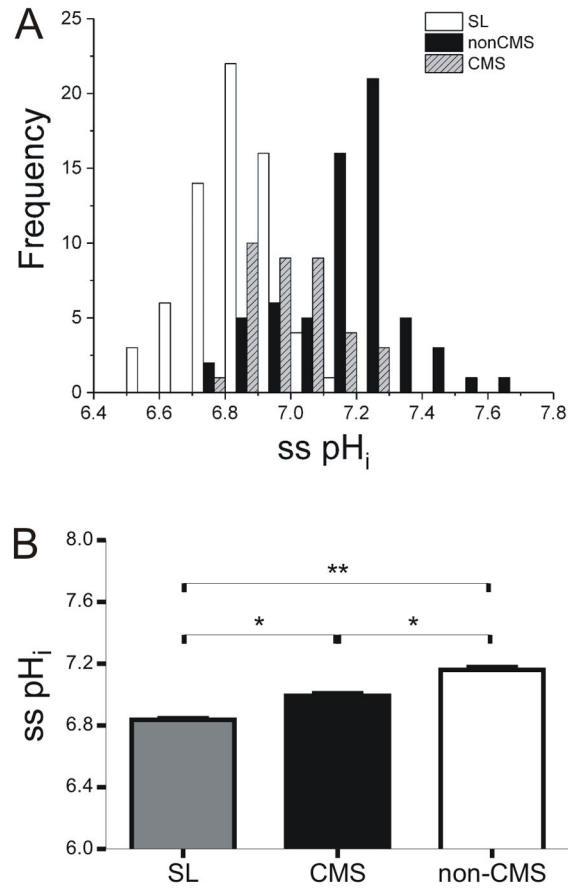 A
SL
nonCMS
CMS
Frequency
25
20
15
10
5
0
6.4 6.6 6.8 7.0 7.2 7.4 7.6 7.8
ss pHi
B
ss pHi
8.0
7.6
7.2
6.8
6.4
6.0
**
* *
SL CMS non-CMS